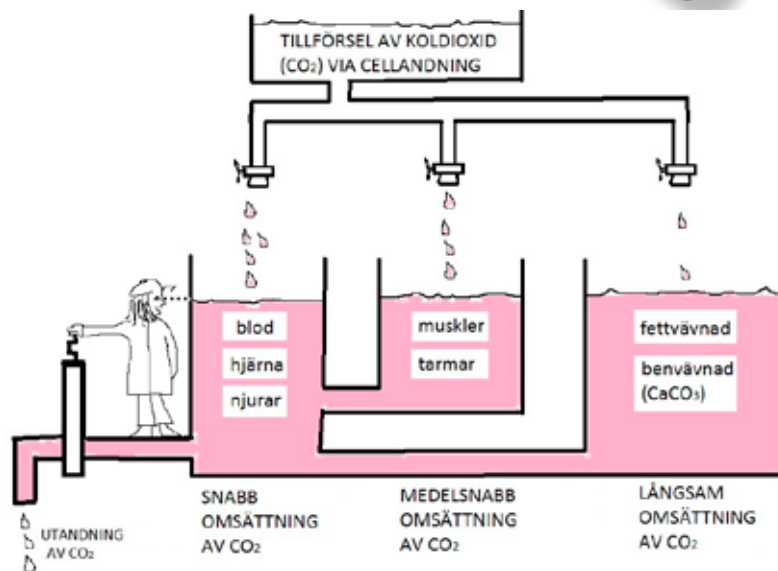 TILLFÖRSEL AV KOLDIOXID
(CO₂) VIA CELLANDNING
blod
hjärna
njurar
muskler
tarmar
fettvävnad
benvävnad
(CaCO₃)
UTANDNING
AV CO₂
SNABB
OMSÄTTNING
AV CO₂
MEDELSNABB
OMSÄTTNING
AV CO₂
LÅNGSAM
OMSÄTTNING
AV CO₂